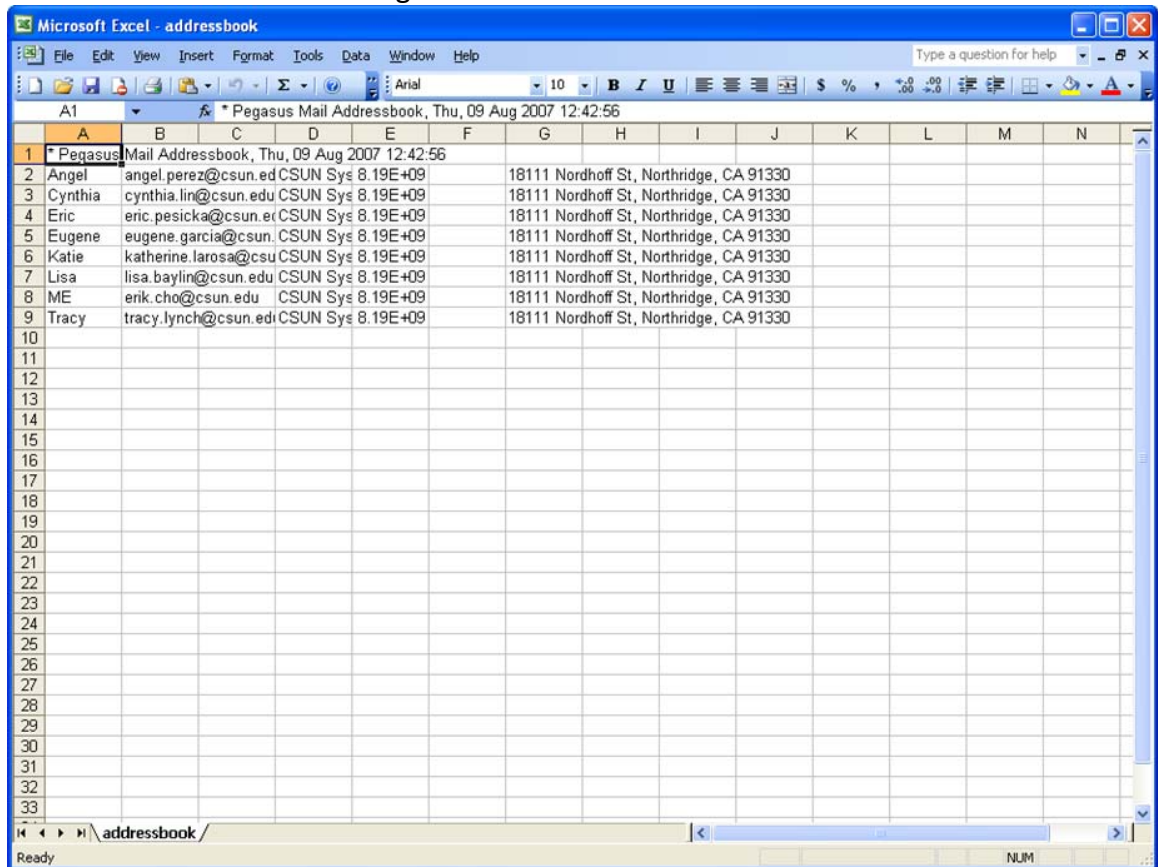 Microsoft Excel - addressbook
File Edit View Insert Format Tools Data Window Help Type a question for help
Arial 10 B I U $ % ,
A1 fx * Pegasus Mail Addressbook, Thu, 09 Aug 2007 12:42:56
A B C D E F G H I J K L M N
1 * Pegasus Mail Addressbook, Thu, 09 Aug 2007 12:42:56
2 Angel angel.perez@csun.ed CSUN Sys 8.19E+09 18111 Nordhoff St, Northridge, CA 91330
3 Cynthia cynthia.lin@csun.edu CSUN Sys 8.19E+09 18111 Nordhoff St, Northridge, CA 91330
4 Eric eric.pesicka@csun.e CSUN Sys 8.19E+09 18111 Nordhoff St, Northridge, CA 91330
5 Eugene eugene.garcia@csun. CSUN Sys 8.19E+09 18111 Nordhoff St, Northridge, CA 91330
6 Katie katherine.larosa@csu CSUN Sys 8.19E+09 18111 Nordhoff St, Northridge, CA 91330
7 Lisa lisa.baylin@csun.edu CSUN Sys 8.19E+09 18111 Nordhoff St, Northridge, CA 91330
8 ME erik.cho@csun.edu CSUN Sys 8.19E+09 18111 Nordhoff St, Northridge, CA 91330
9 Tracy tracy.lynch@csun.edu CSUN Sys 8.19E+09 18111 Nordhoff St, Northridge, CA 91330
10
11
12
13
14
15
16
17
18
19
20
21
22
23
24
25
26
27
28
29
30
31
32
33
addressbook
Ready NUM